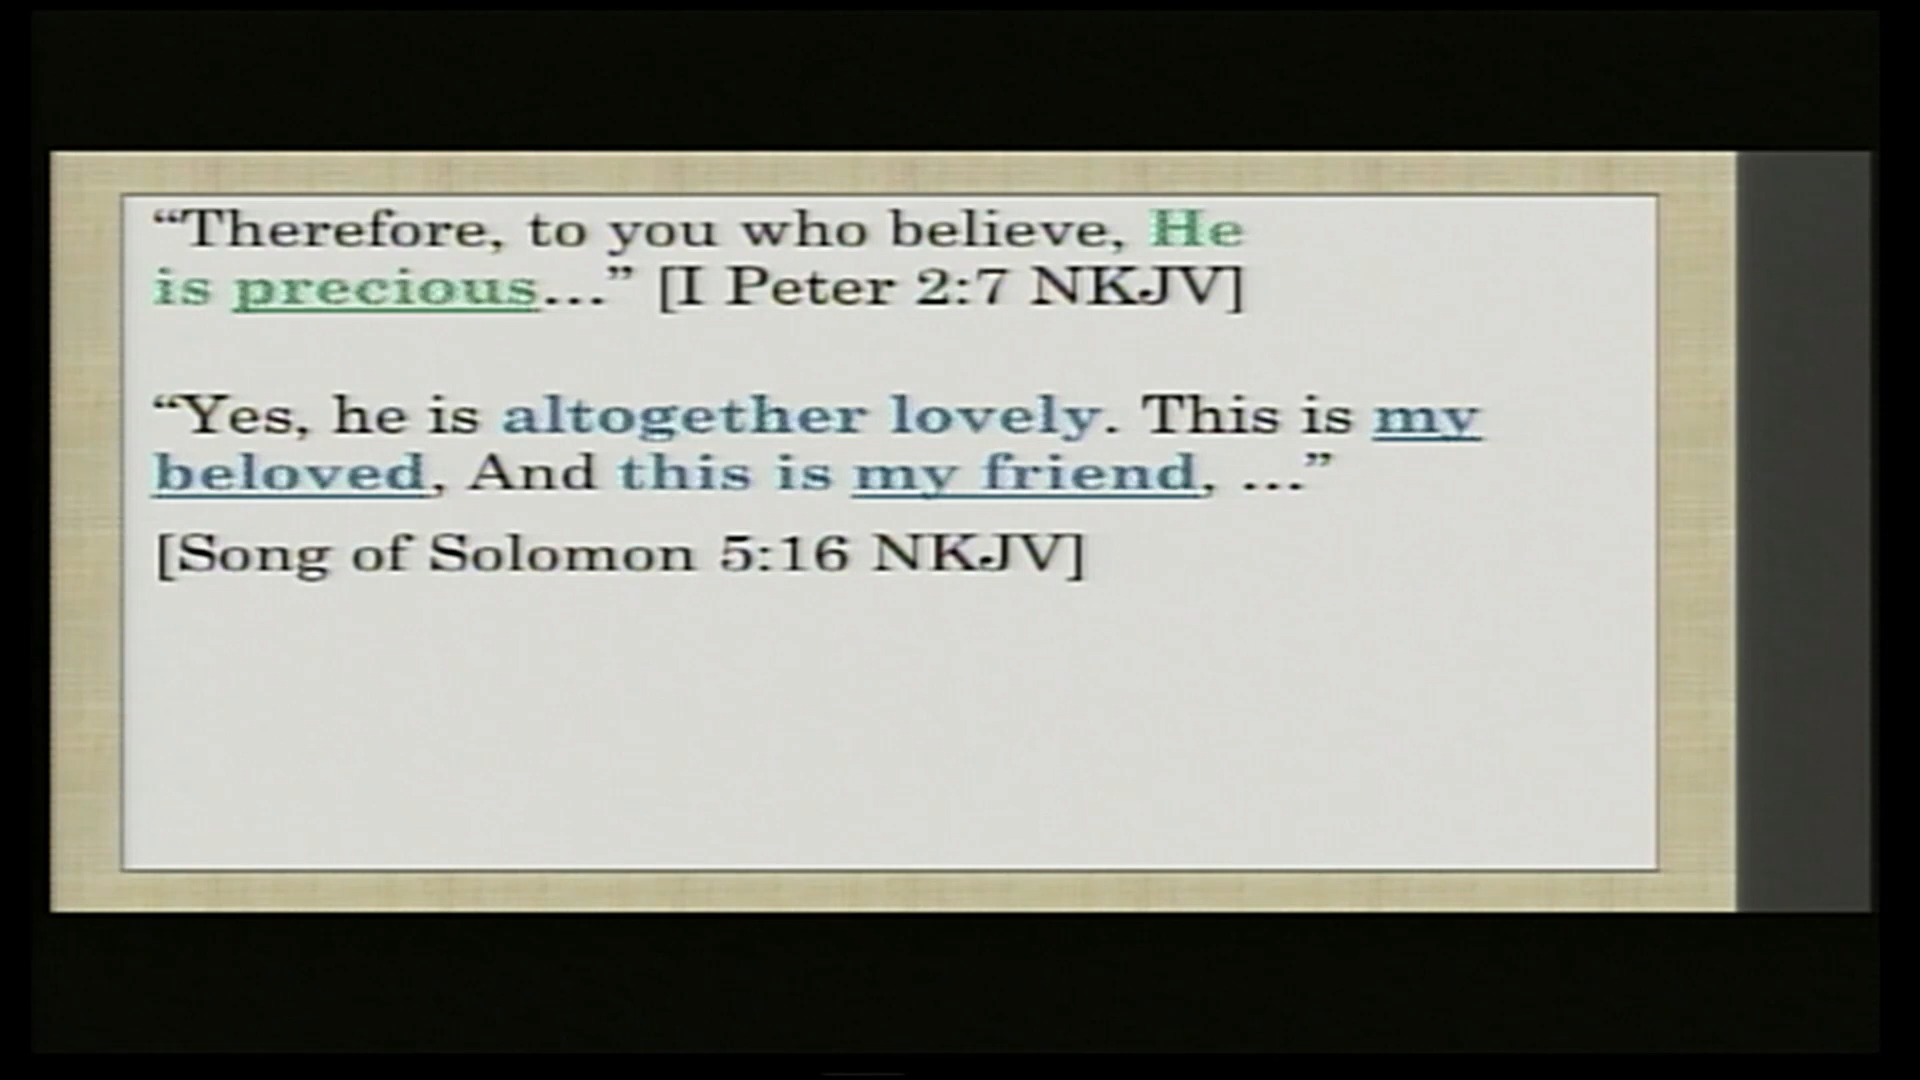 “Therefore, to you who believe, He
is precious…” [I Peter 2:7 NKJV]
“Yes, he is altogether lovely. This is my
beloved, And this is my friend, …”
[Song of Solomon 5:16 NKJV]